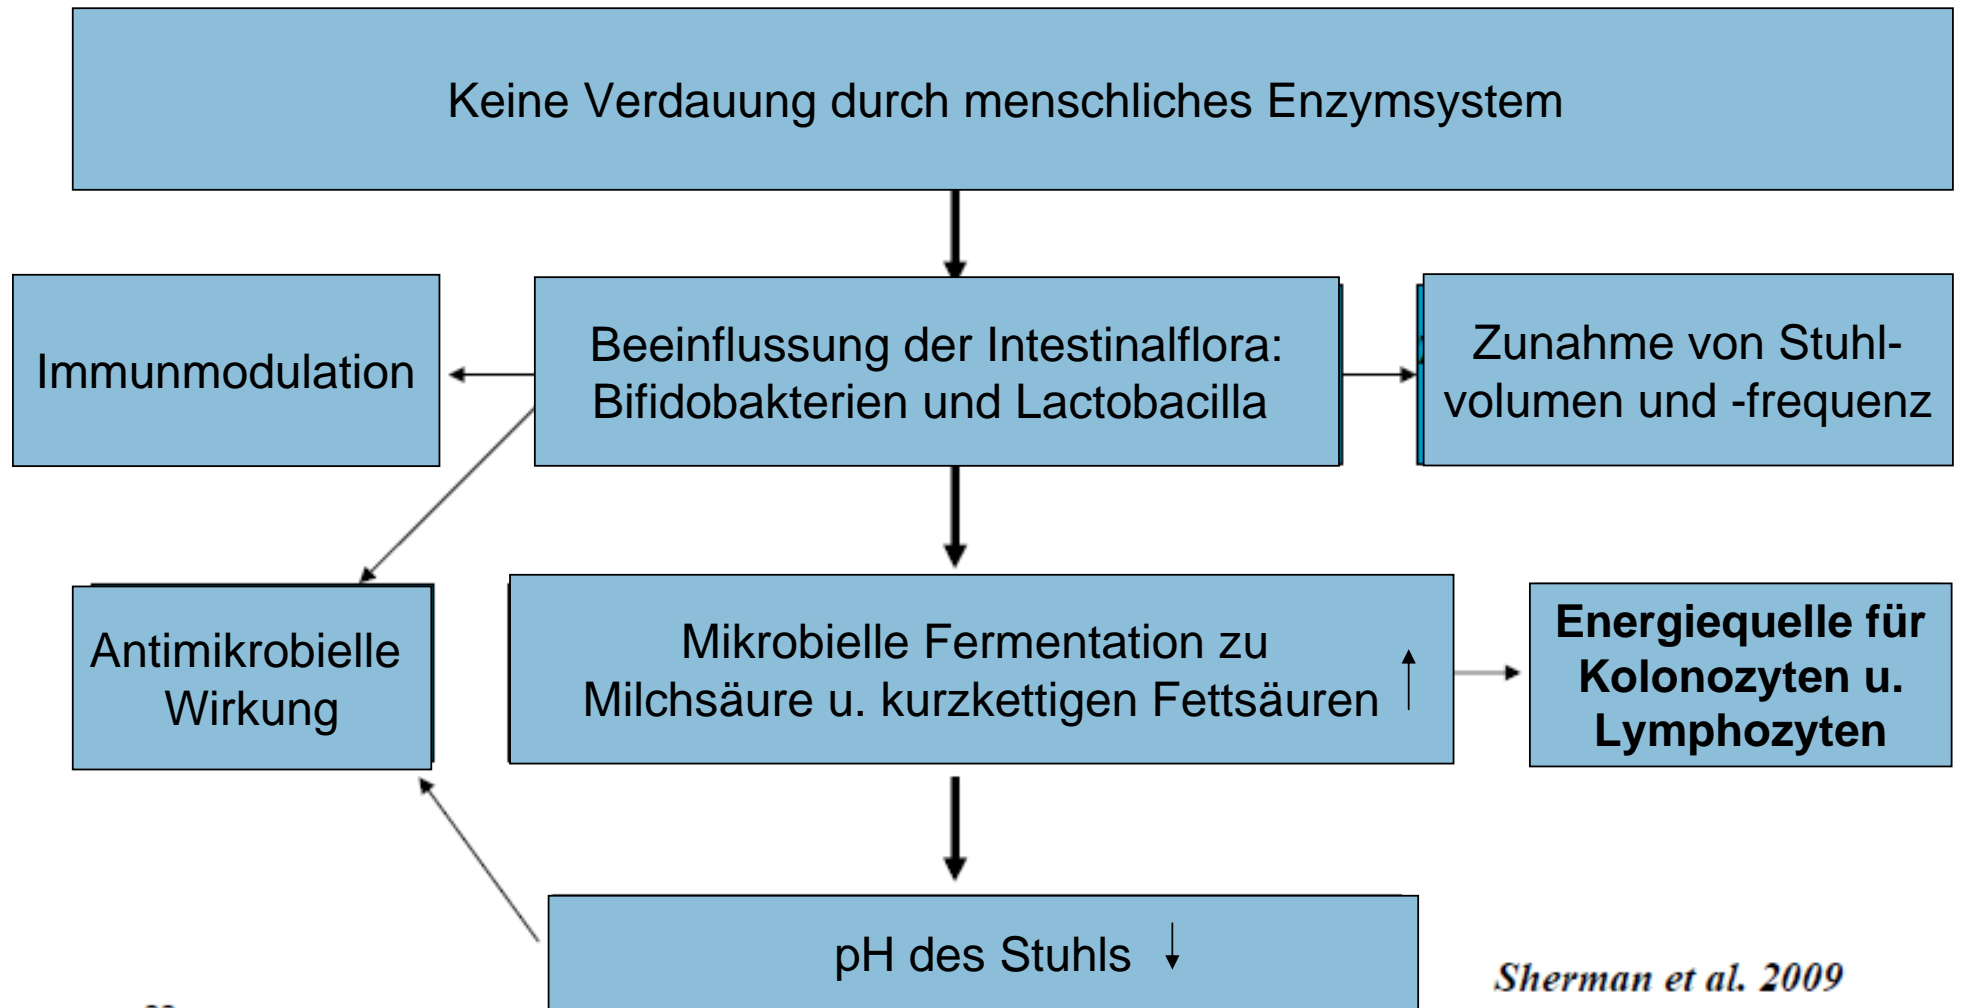 Keine Verdauung durch menschliches Enzymsystem
Immunmodulation
Beeinflussung der Intestinalflora:
Bifidobakterien und Lactobacilla
Zunahme von Stuhl-
volumen und -frequenz
Antimikrobielle
Wirkung
Mikrobielle Fermentation zu
Milchsäure u. kurzkettigen Fettsäuren ↑
Energiequelle für
Kolonozyten u.
Lymphozyten
pH des Stuhls ↓
Sherman et al. 2009